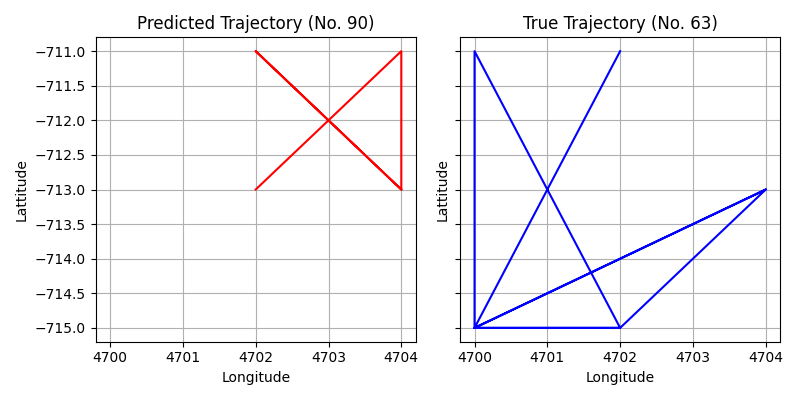 Predicted Trajectory (No. 90)
True Trajectory (No. 63)
Lattitude
−711.0
−711.5
−712.0
−712.5
−713.0
−713.5
−714.0
−714.5
−715.0
4700 4701 4702 4703 4704
Longitude
Lattitude
4700 4701 4702 4703 4704
Longitude